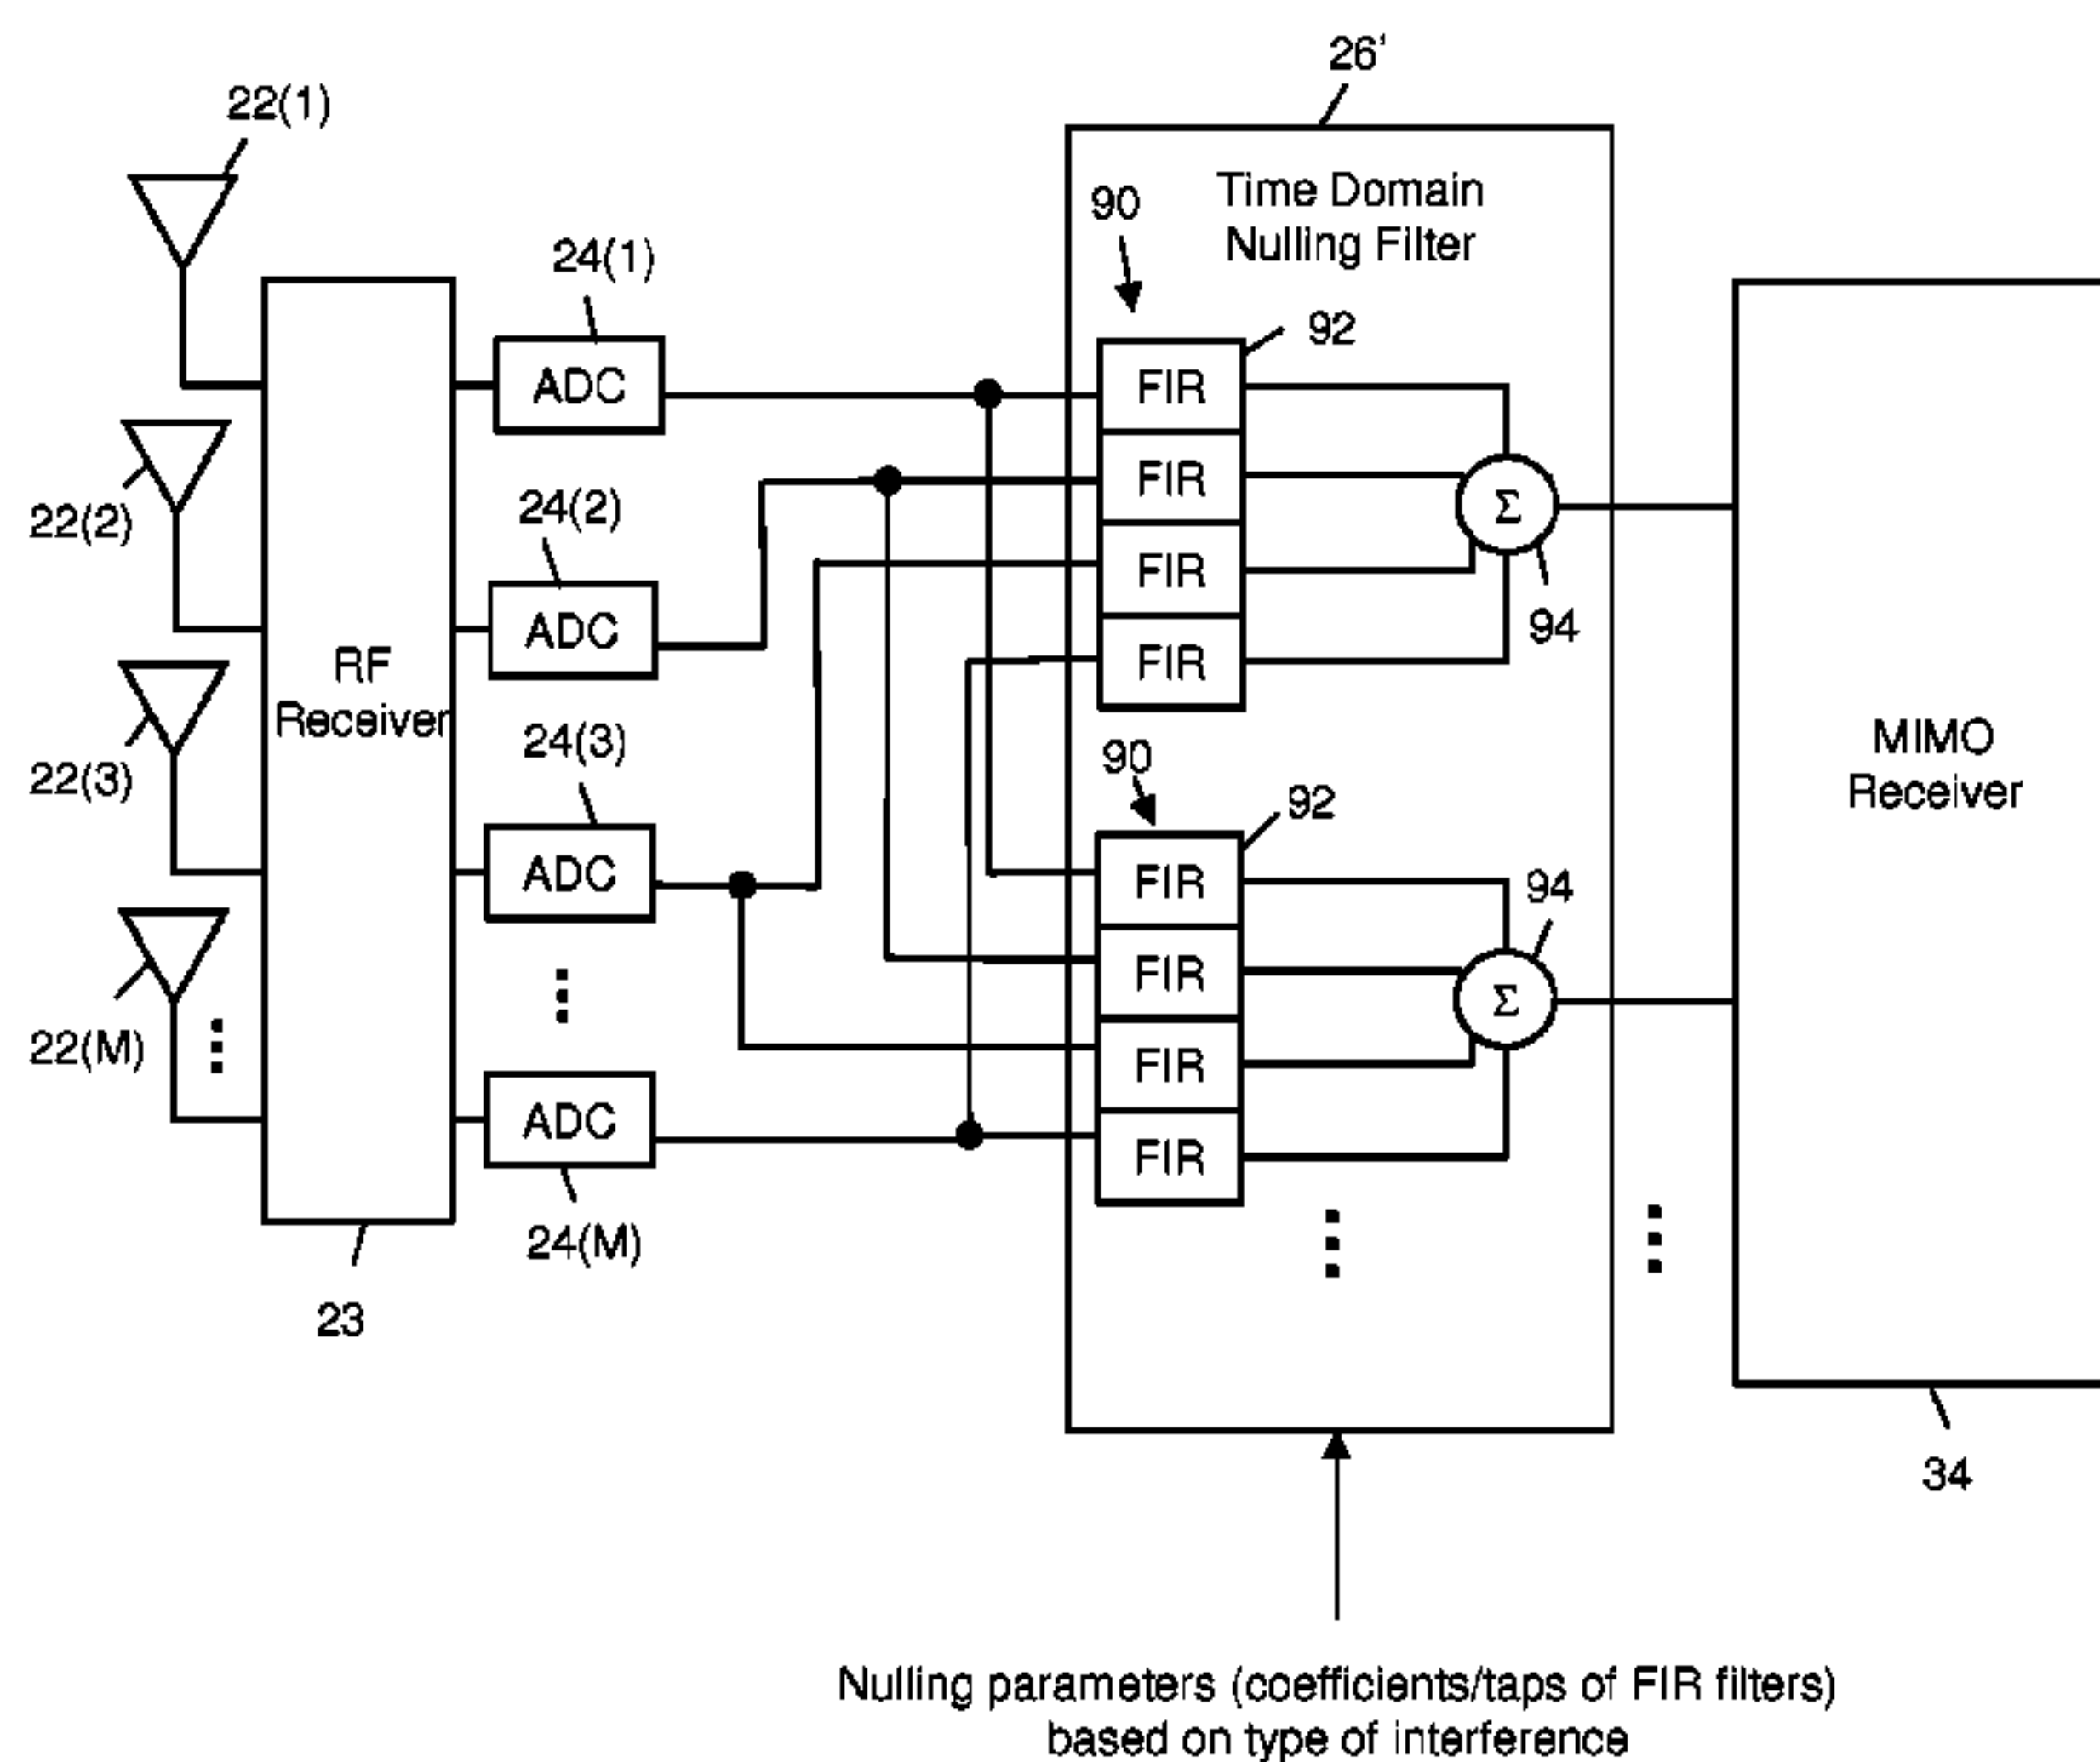 26'
22(1)
Time Domain
Nulling Filter
90
24(1)
92
ADC
FIR
FIR
22(2)
24(2)
Σ
FIR
94
ADC
RF
Receiver
FIR
22(3)
24(3)
90
MIMO
Receiver
92
ADC
FIR
94
FIR
Σ
22(M)
FIR
ADC
FIR
24(M)
23
34
Nulling parameters (coefficients/taps of FIR filters)
based on type of interference